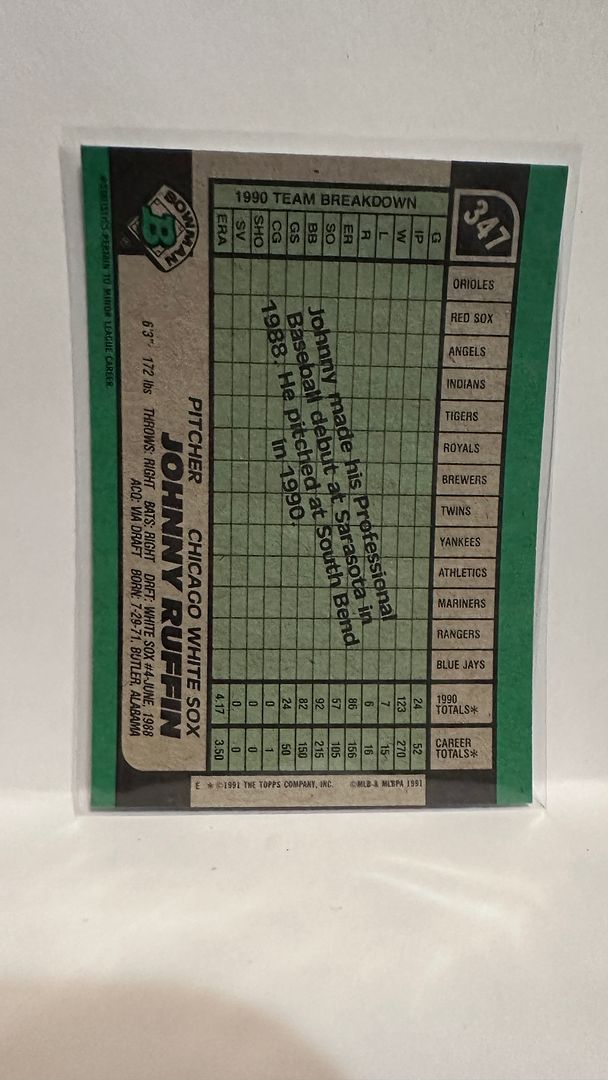 347
1990 TEAM BREAKDOWN
G IP W L R ER SO BB GS CG SHO SV ERA
ORIOLES
RED SOX
ANGELS
INDIANS
TIGERS
ROYALS
BREWERS
TWINS
YANKEES
ATHLETICS
MARINERS
RANGERS
BLUE JAYS
1990 TOTALS* 24 123 7 6 86 57 92 82 24 0 0 0 4.17
CAREER TOTALS* 52 270 15 16 156 105 215 150 50 1 0 0 3.50
Johnny made his Professional
Baseball debut at Sarasota in
1988. He pitched at South Bend
in 1990.
BOWMAN
B
PITCHER CHICAGO WHITE SOX
JOHNNY RUFFIN
6'3" 172 lbs THROWS: RIGHT BATS: RIGHT DRFT: WHITE SOX #4-JUNE, 1988
ACQ: VIA DRAFT BORN: 7-29-71, BUTLER, ALABAMA
*STATISTICS PERTAIN TO MINOR LEAGUE CAREER
E * ©1991 THE TOPPS COMPANY, INC. ©MLB & MLBPA 1991